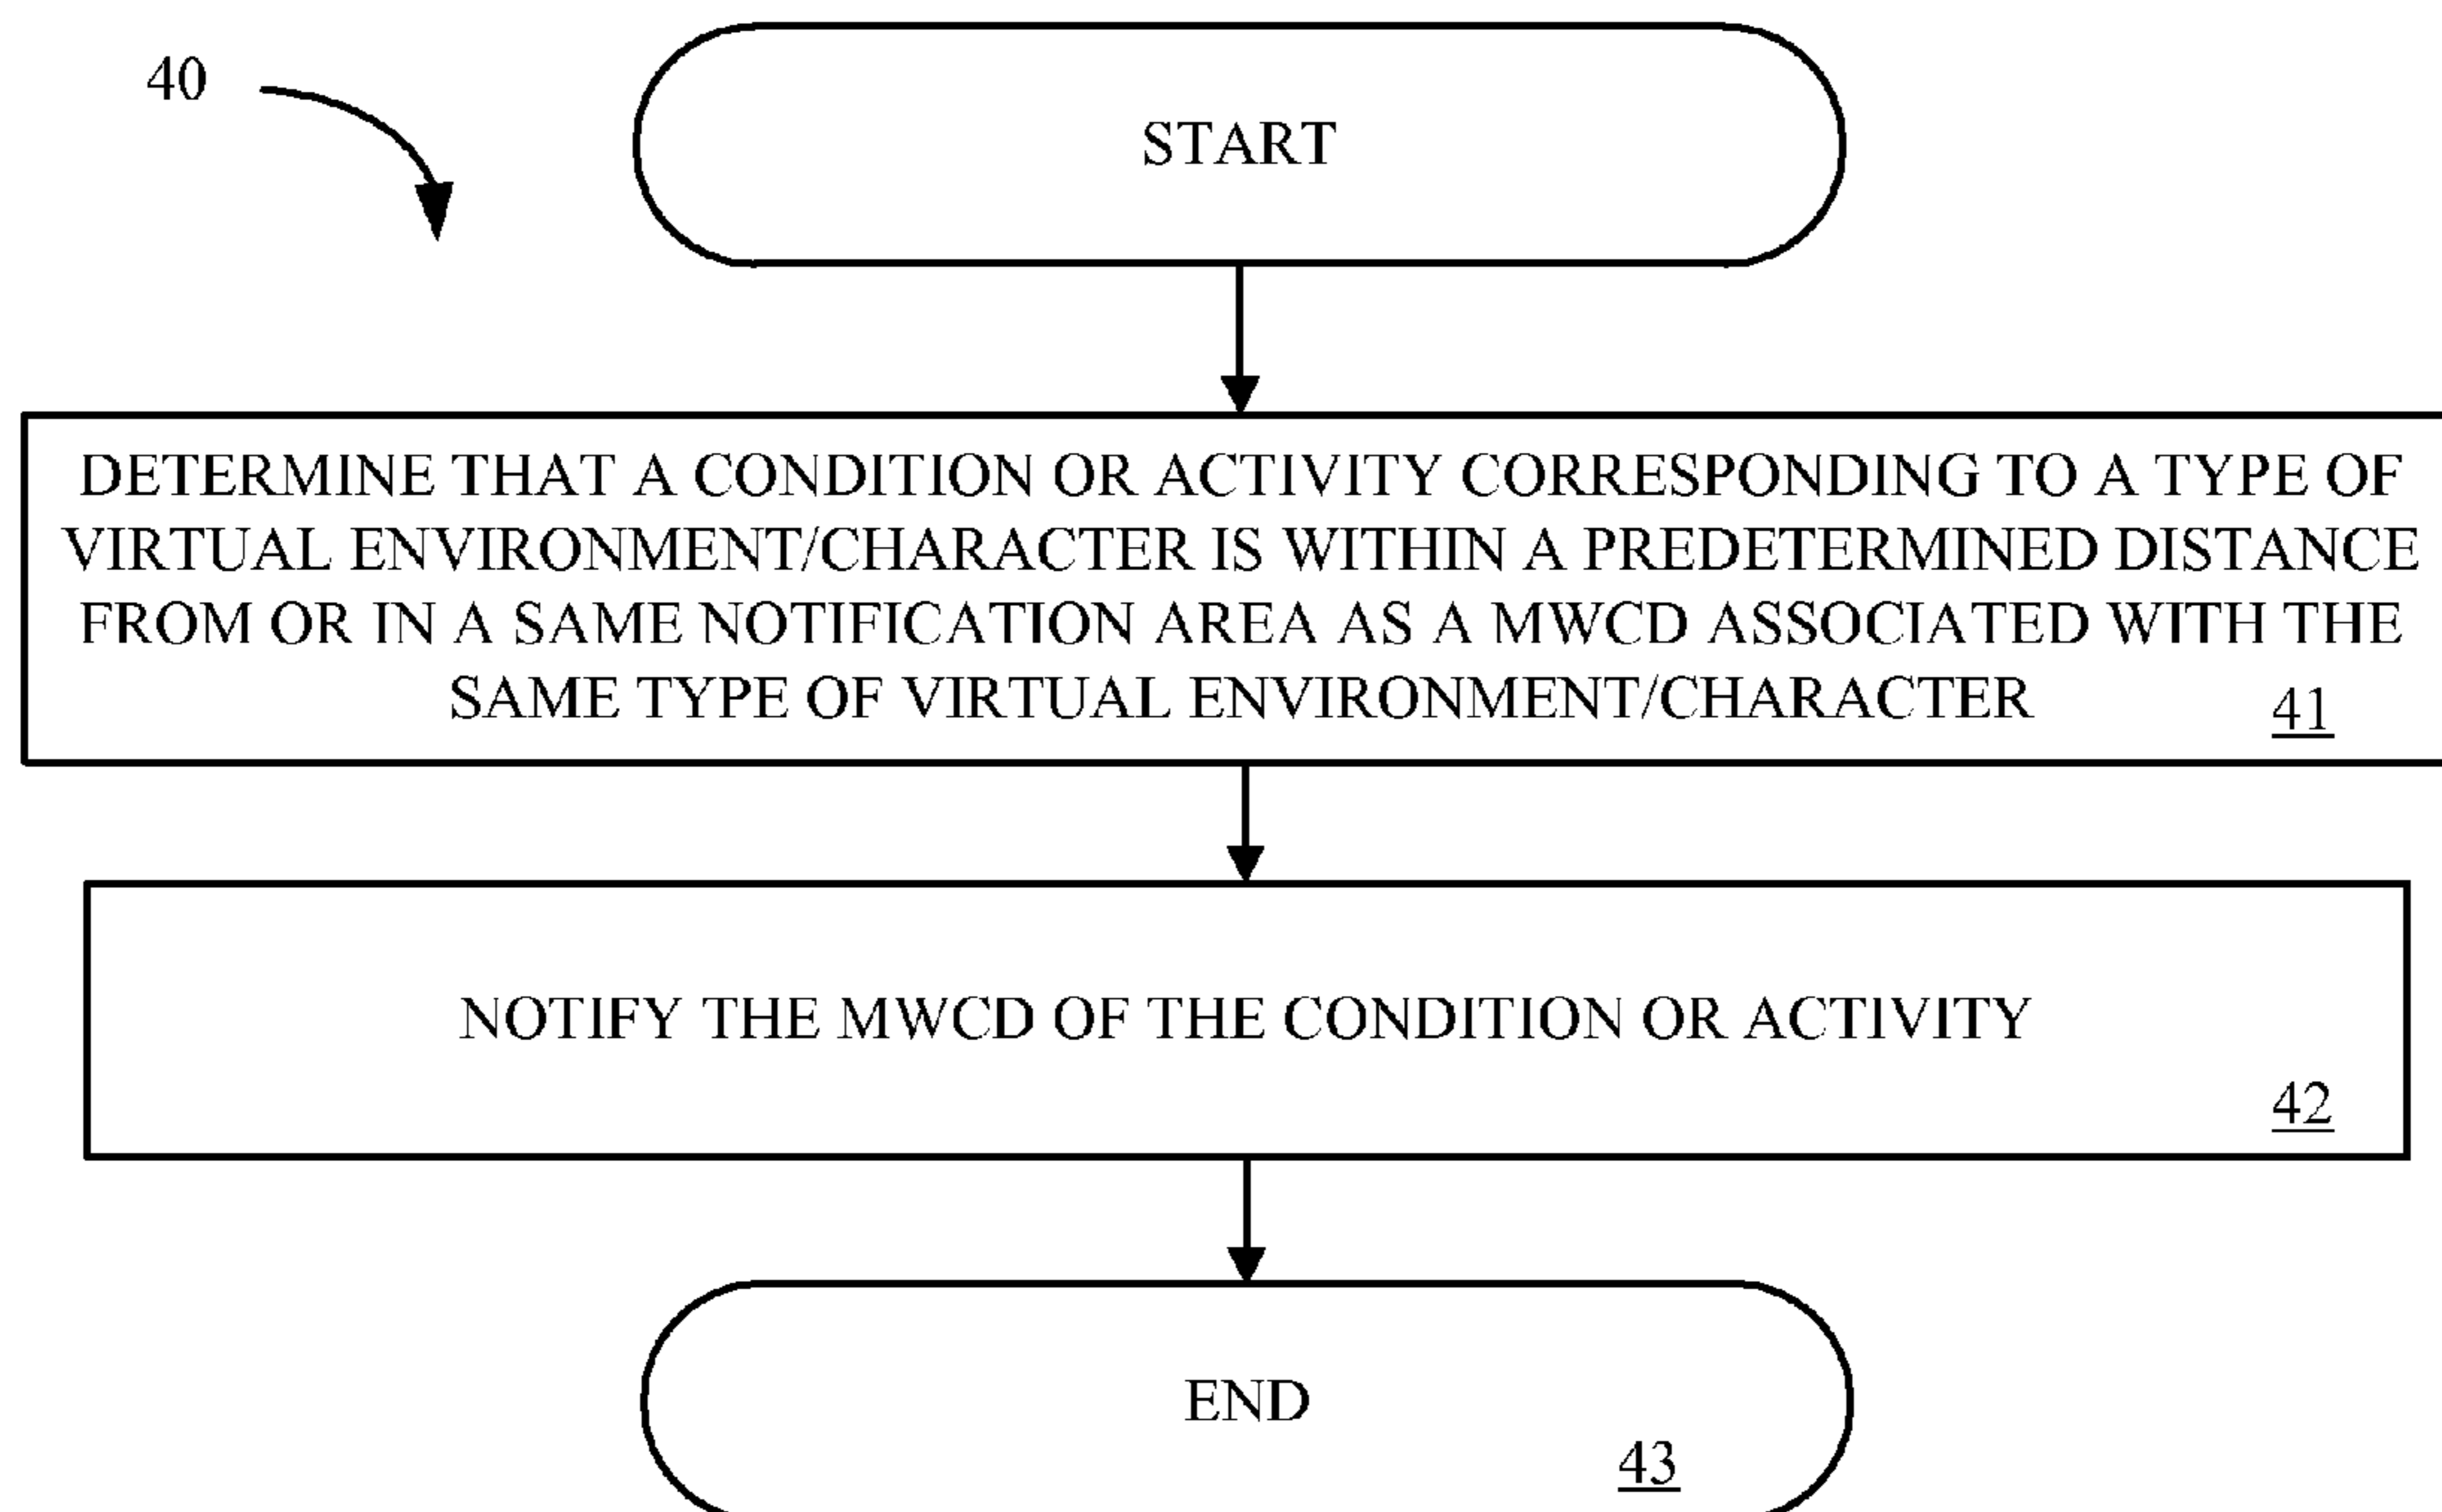 40
START
DETERMINE THAT A CONDITION OR ACTIVITY CORRESPONDING TO A TYPE OF
VIRTUAL ENVIRONMENT/CHARACTER IS WITHIN A PREDETERMINED DISTANCE
FROM OR IN A SAME NOTIFICATION AREA AS A MWCD ASSOCIATED WITH THE
SAME TYPE OF VIRTUAL ENVIRONMENT/CHARACTER
41
NOTIFY THE MWCD OF THE CONDITION OR ACTIVITY
42
END
43